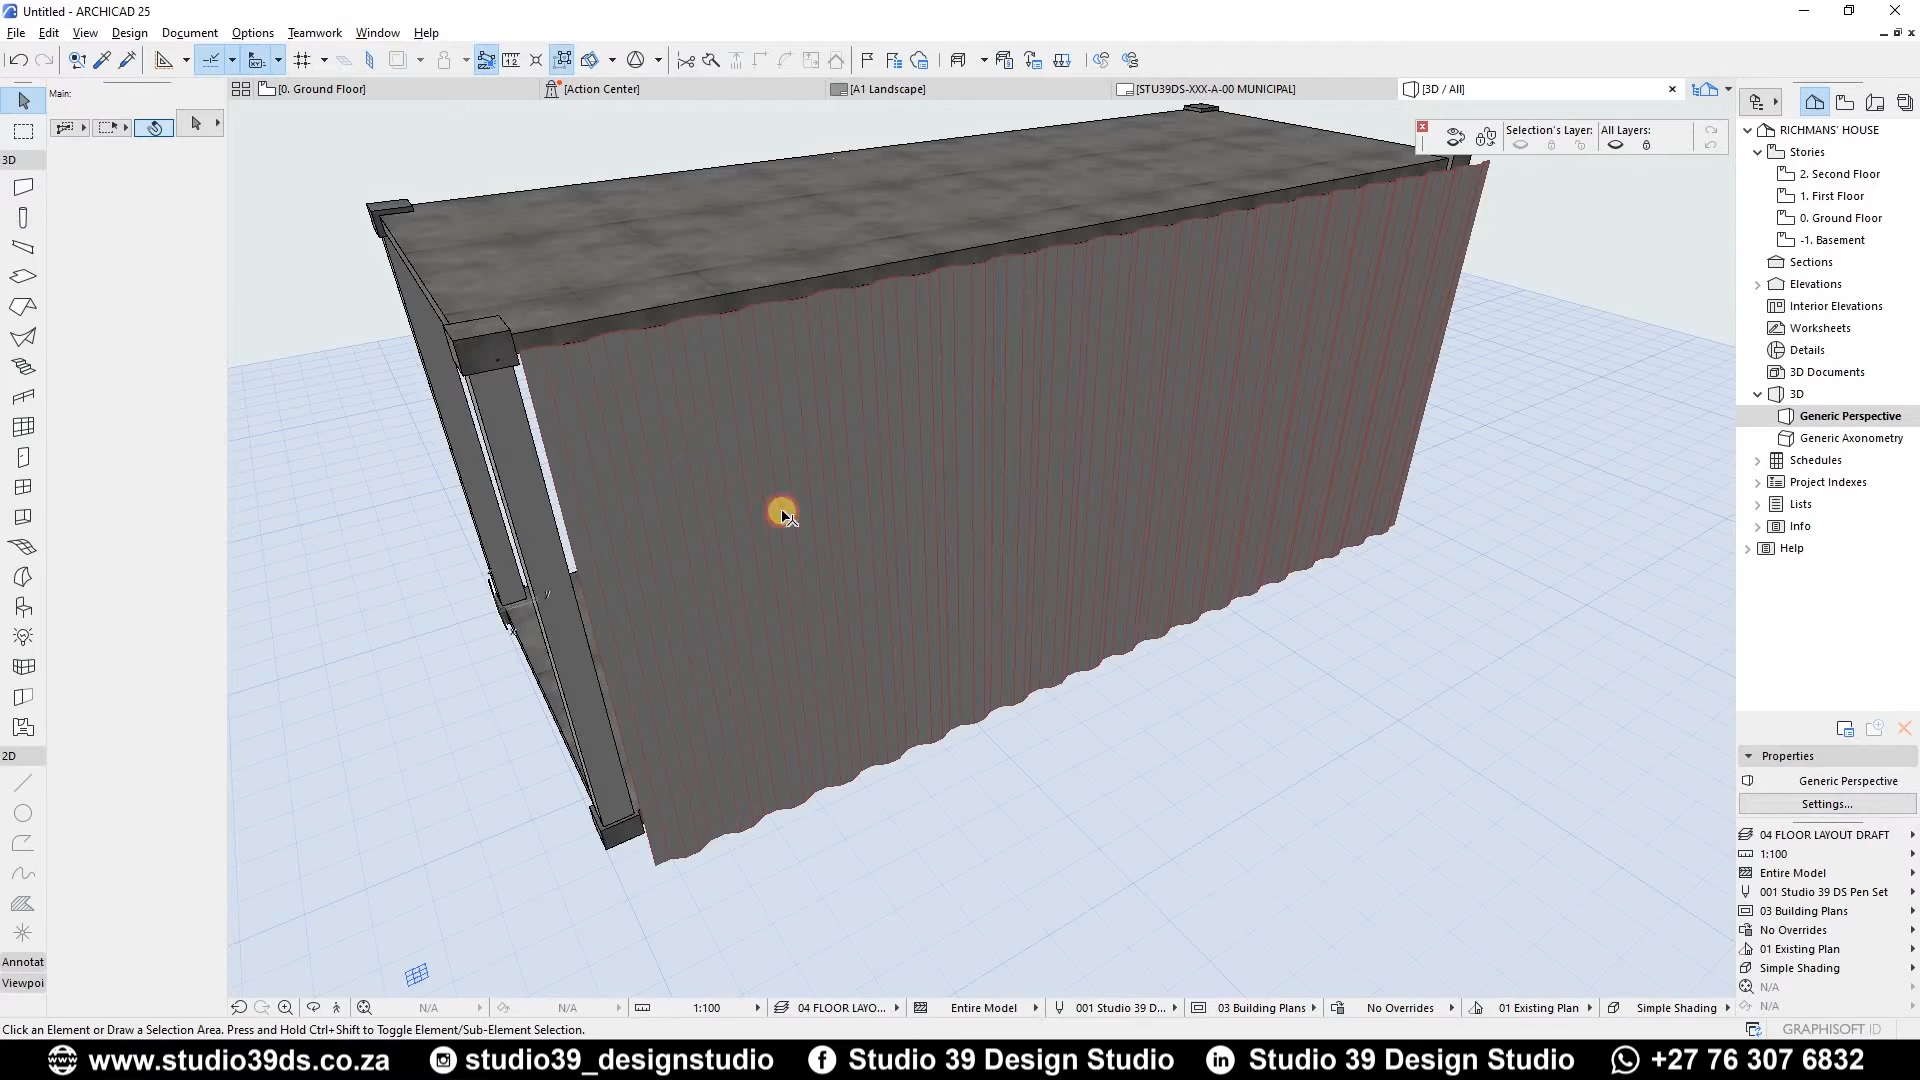 Untitled - ARCHICAD 25
File Edit View Design Document Options Teamwork Window Help
[0. Ground Floor] [Action Center] [A1 Landscape] [STU39DS-XXX-A-00 MUNICIPAL] [3D / All]
Main:
Selection's Layer: All Layers:
3D
2D
Annotat
Viewpoi
RICHMANS' HOUSE
Stories
2. Second Floor
1. First Floor
0. Ground Floor
-1. Basement
Sections
Elevations
Interior Elevations
Worksheets
Details
3D Documents
3D
Generic Perspective
Generic Axonometry
Schedules
Project Indexes
Lists
Info
Help
Properties
Generic Perspective
Settings...
04 FLOOR LAYOUT DRAFT
1:100
Entire Model
001 Studio 39 DS Pen Set
03 Building Plans
No Overrides
01 Existing Plan
Simple Shading
N/A
N/A
N/A N/A 1:100 04 FLOOR LAYO... Entire Model 001 Studio 39 D... 03 Building Plans No Overrides 01 Existing Plan Simple Shading
Click an Element or Draw a Selection Area. Press and Hold Ctrl+Shift to Toggle Element/Sub-Element Selection.
GRAPHISOFT ID
www.studio39ds.co.za studio39_designstudio Studio 39 Design Studio Studio 39 Design Studio +27 76 307 6832